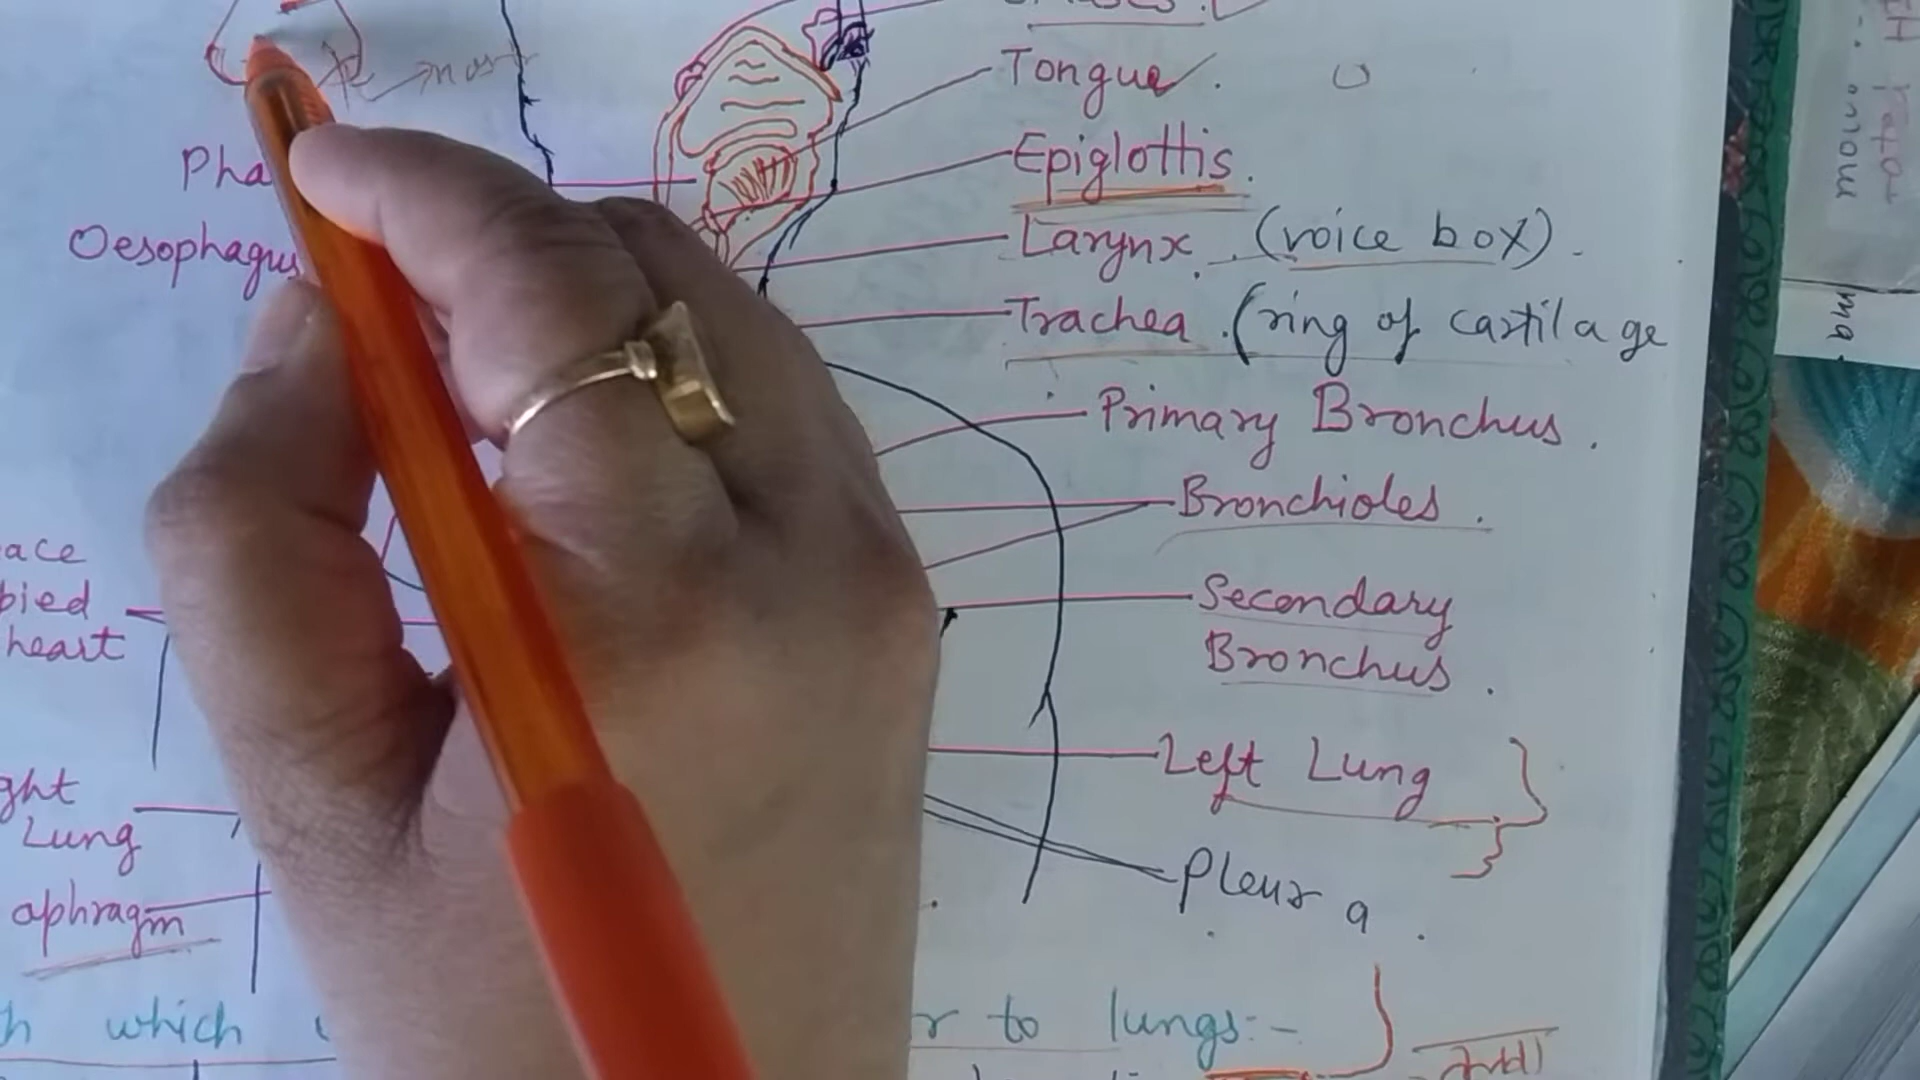 Tongue.
Epiglottis.
Larynx. (voice box).
Trachea. (ring of cartilage
Primary Bronchus.
Bronchioles.
Secondary
Bronchus.
Left Lung
Pleura.
Pha
Oesophagus
ace
pied
heart
ght
Lung
aphragm
h which
r to lungs:-